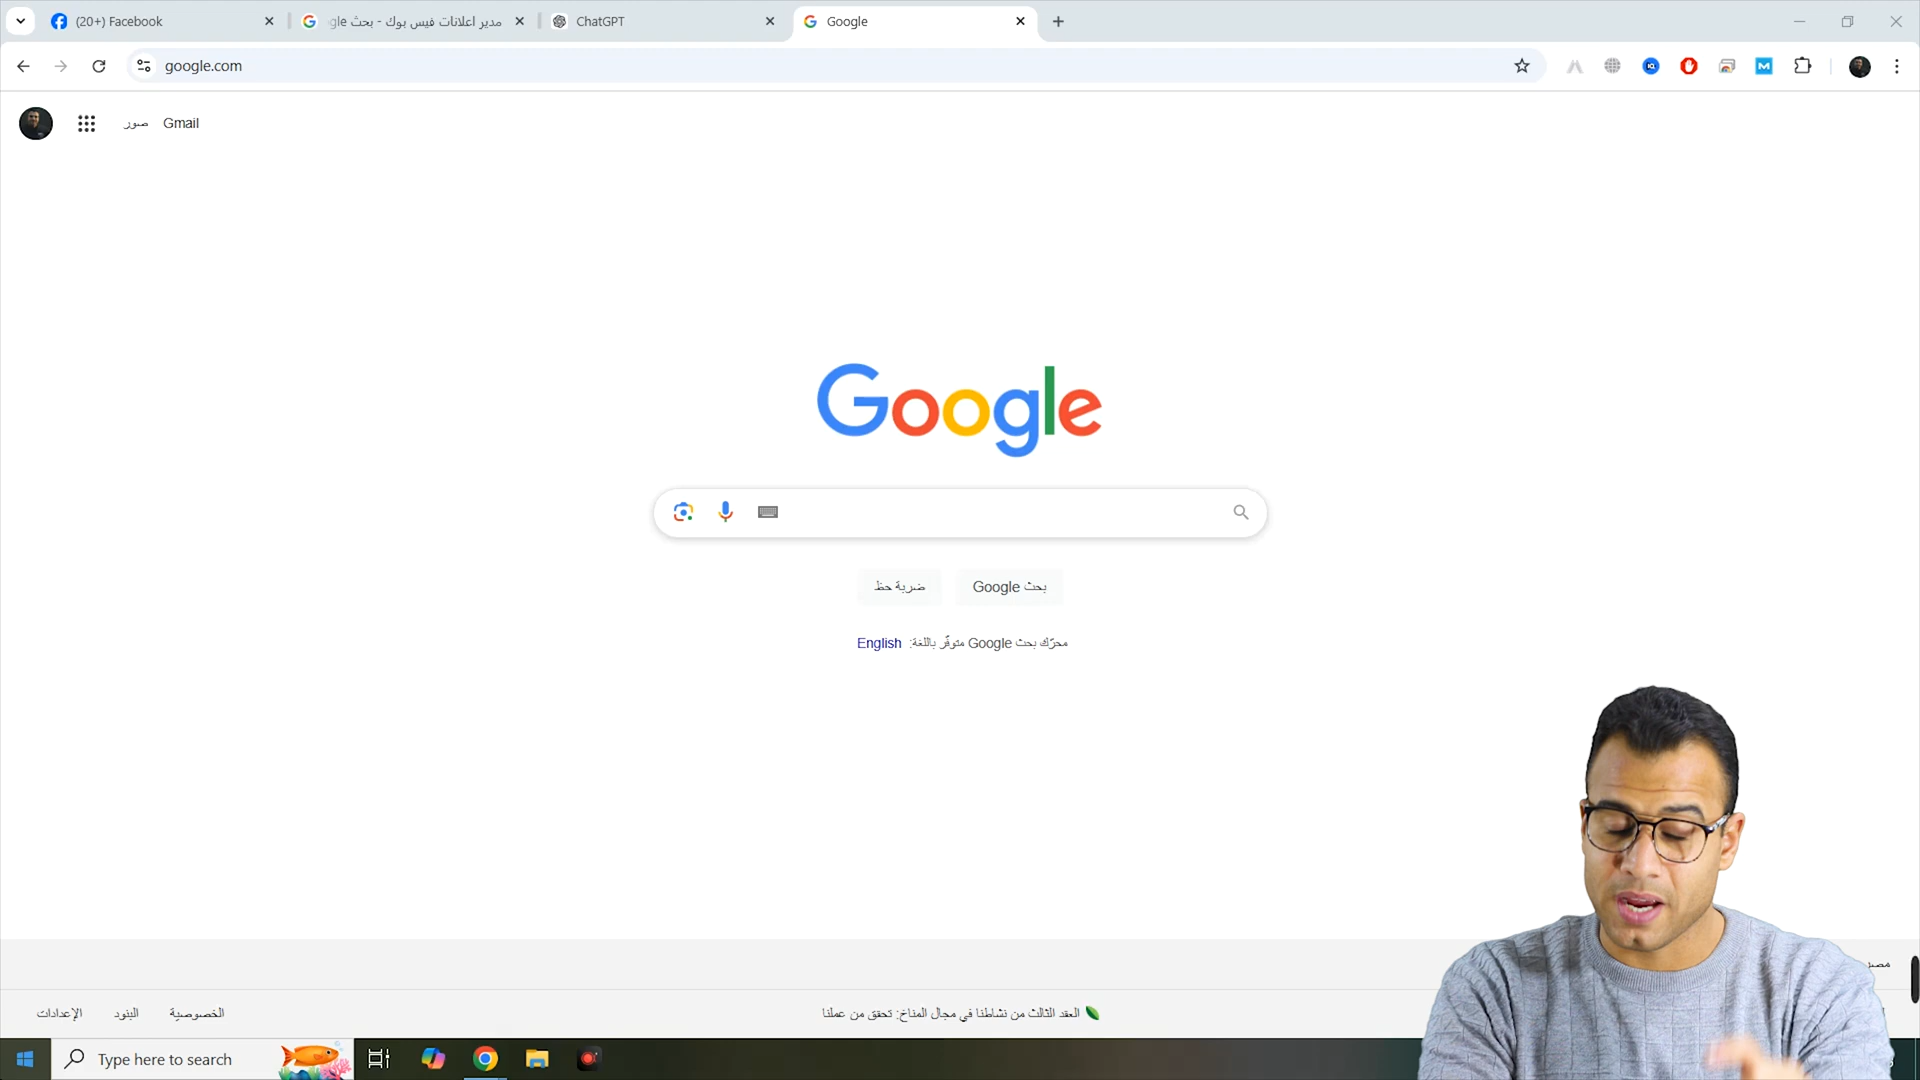 (20+) Facebook
مدير اعلانات فيس بوك - بحث gle
ChatGPT
Google
google.com
صور
Gmail
Google
ضربة حظ
بحث Google
محرّك بحث Google متوفّر باللغة: English
العقد الثالث من نشاطنا في مجال المناخ: تحقق من عملنا
الخصوصية
البنود
الإعدادات
Type here to search